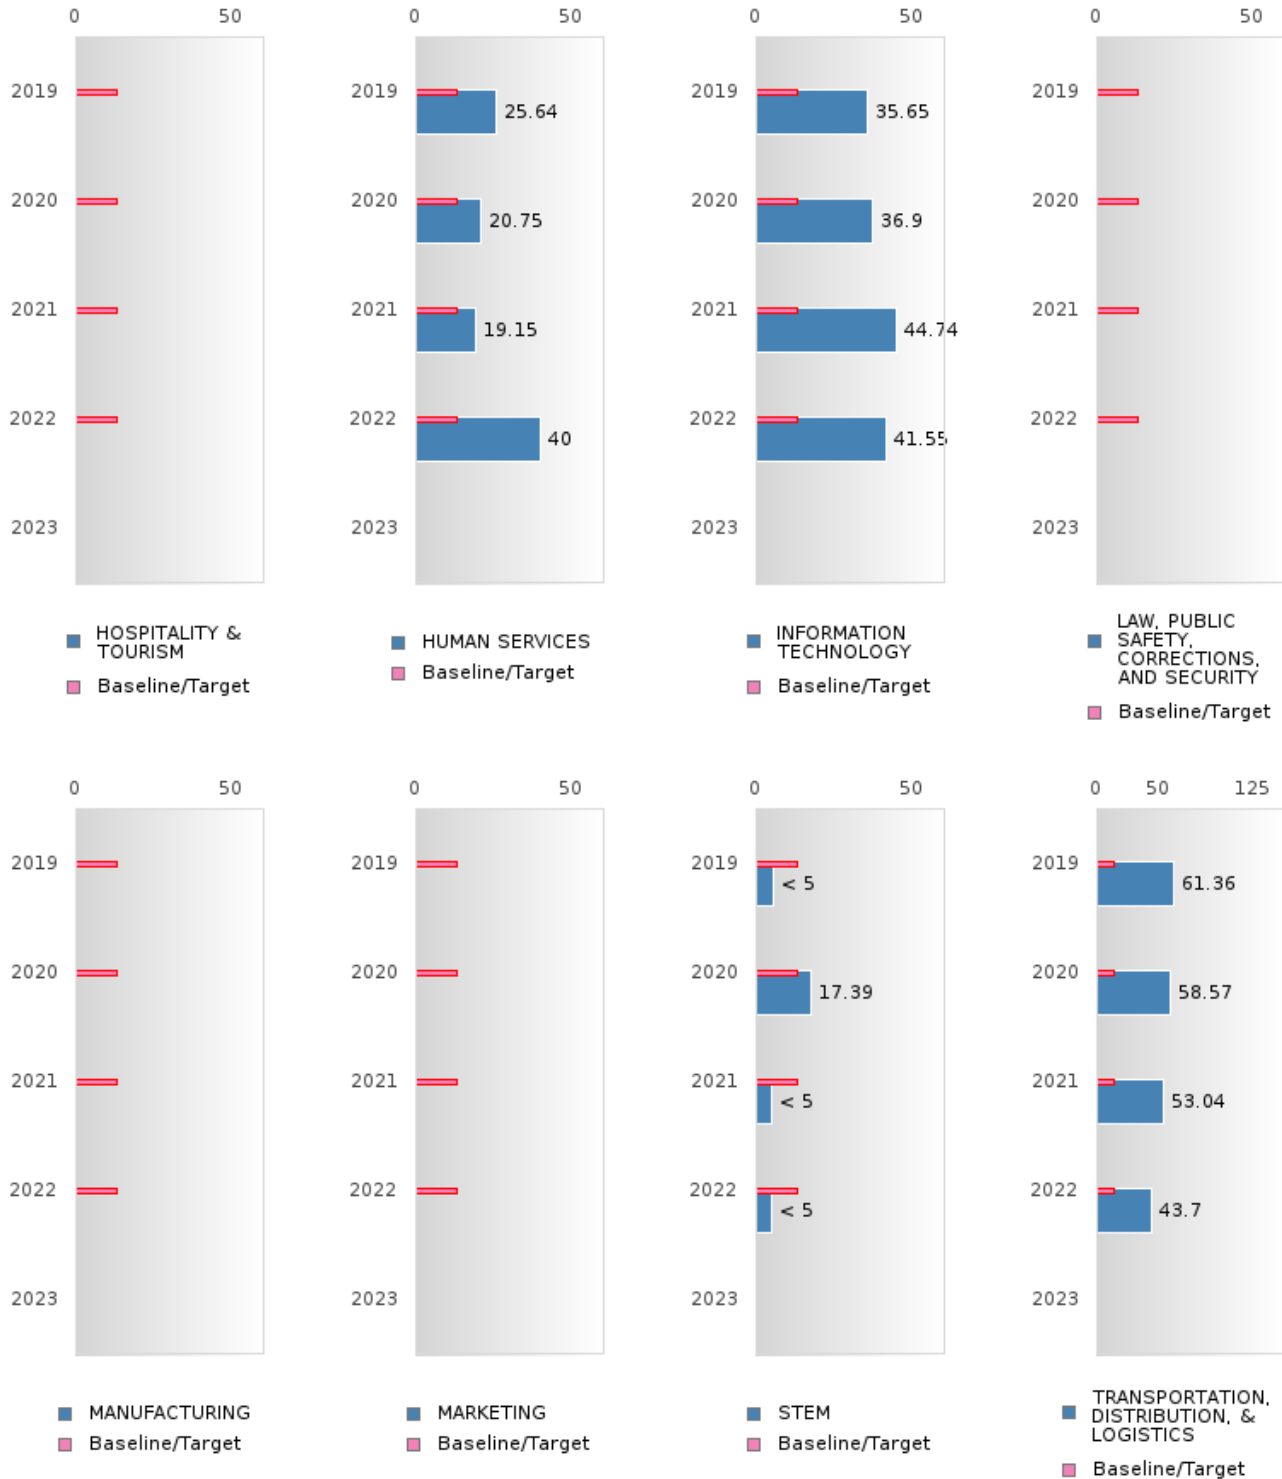 0 50
2019
2020
2021
2022
2023
HOSPITALITY &
TOURISM
Baseline/Target
0 50
2019
25.64
2020
20.75
2021
19.15
2022
40
2023
HUMAN SERVICES
Baseline/Target
0 50
2019
35.65
2020
36.9
2021
44.74
2022
41.55
2023
INFORMATION
TECHNOLOGY
Baseline/Target
0 50
2019
2020
2021
2022
2023
LAW, PUBLIC
SAFETY,
CORRECTIONS,
AND SECURITY
Baseline/Target
0 50
2019
2020
2021
2022
2023
MANUFACTURING
Baseline/Target
0 50
2019
2020
2021
2022
2023
MARKETING
Baseline/Target
0 50
2019
< 5
2020
17.39
2021
< 5
2022
< 5
2023
STEM
Baseline/Target
0 50 125
2019
61.36
2020
58.57
2021
53.04
2022
43.7
2023
TRANSPORTATION,
DISTRIBUTION, &
LOGISTICS
Baseline/Target